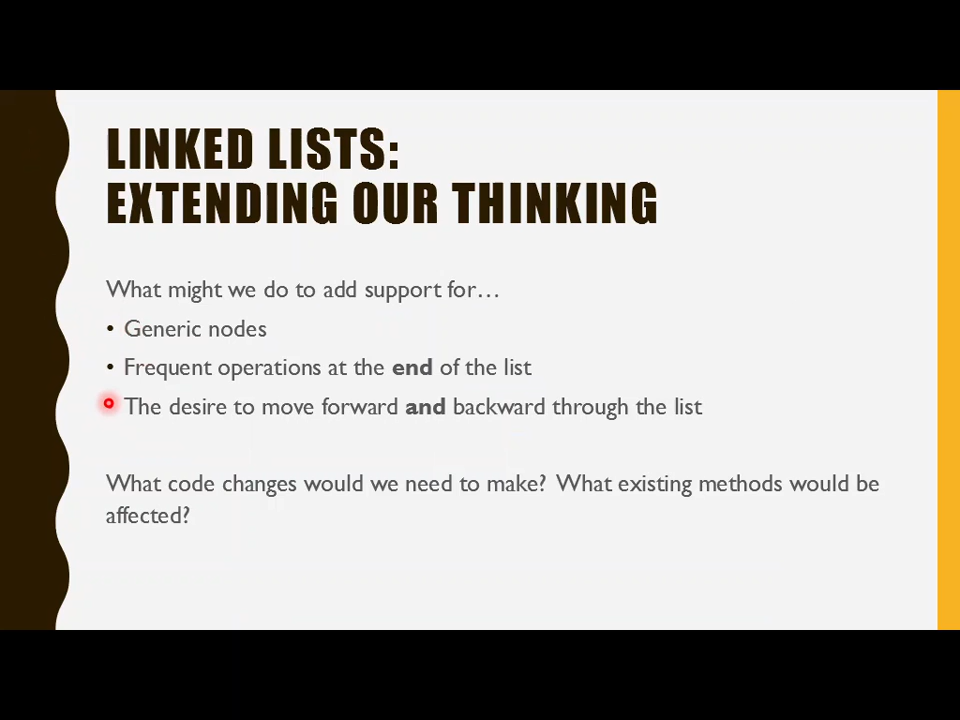 LINKED LISTS:
EXTENDING OUR THINKING
What might we do to add support for…
• Generic nodes
• Frequent operations at the end of the list
The desire to move forward and backward through the list
What code changes would we need to make? What existing methods would be
affected?